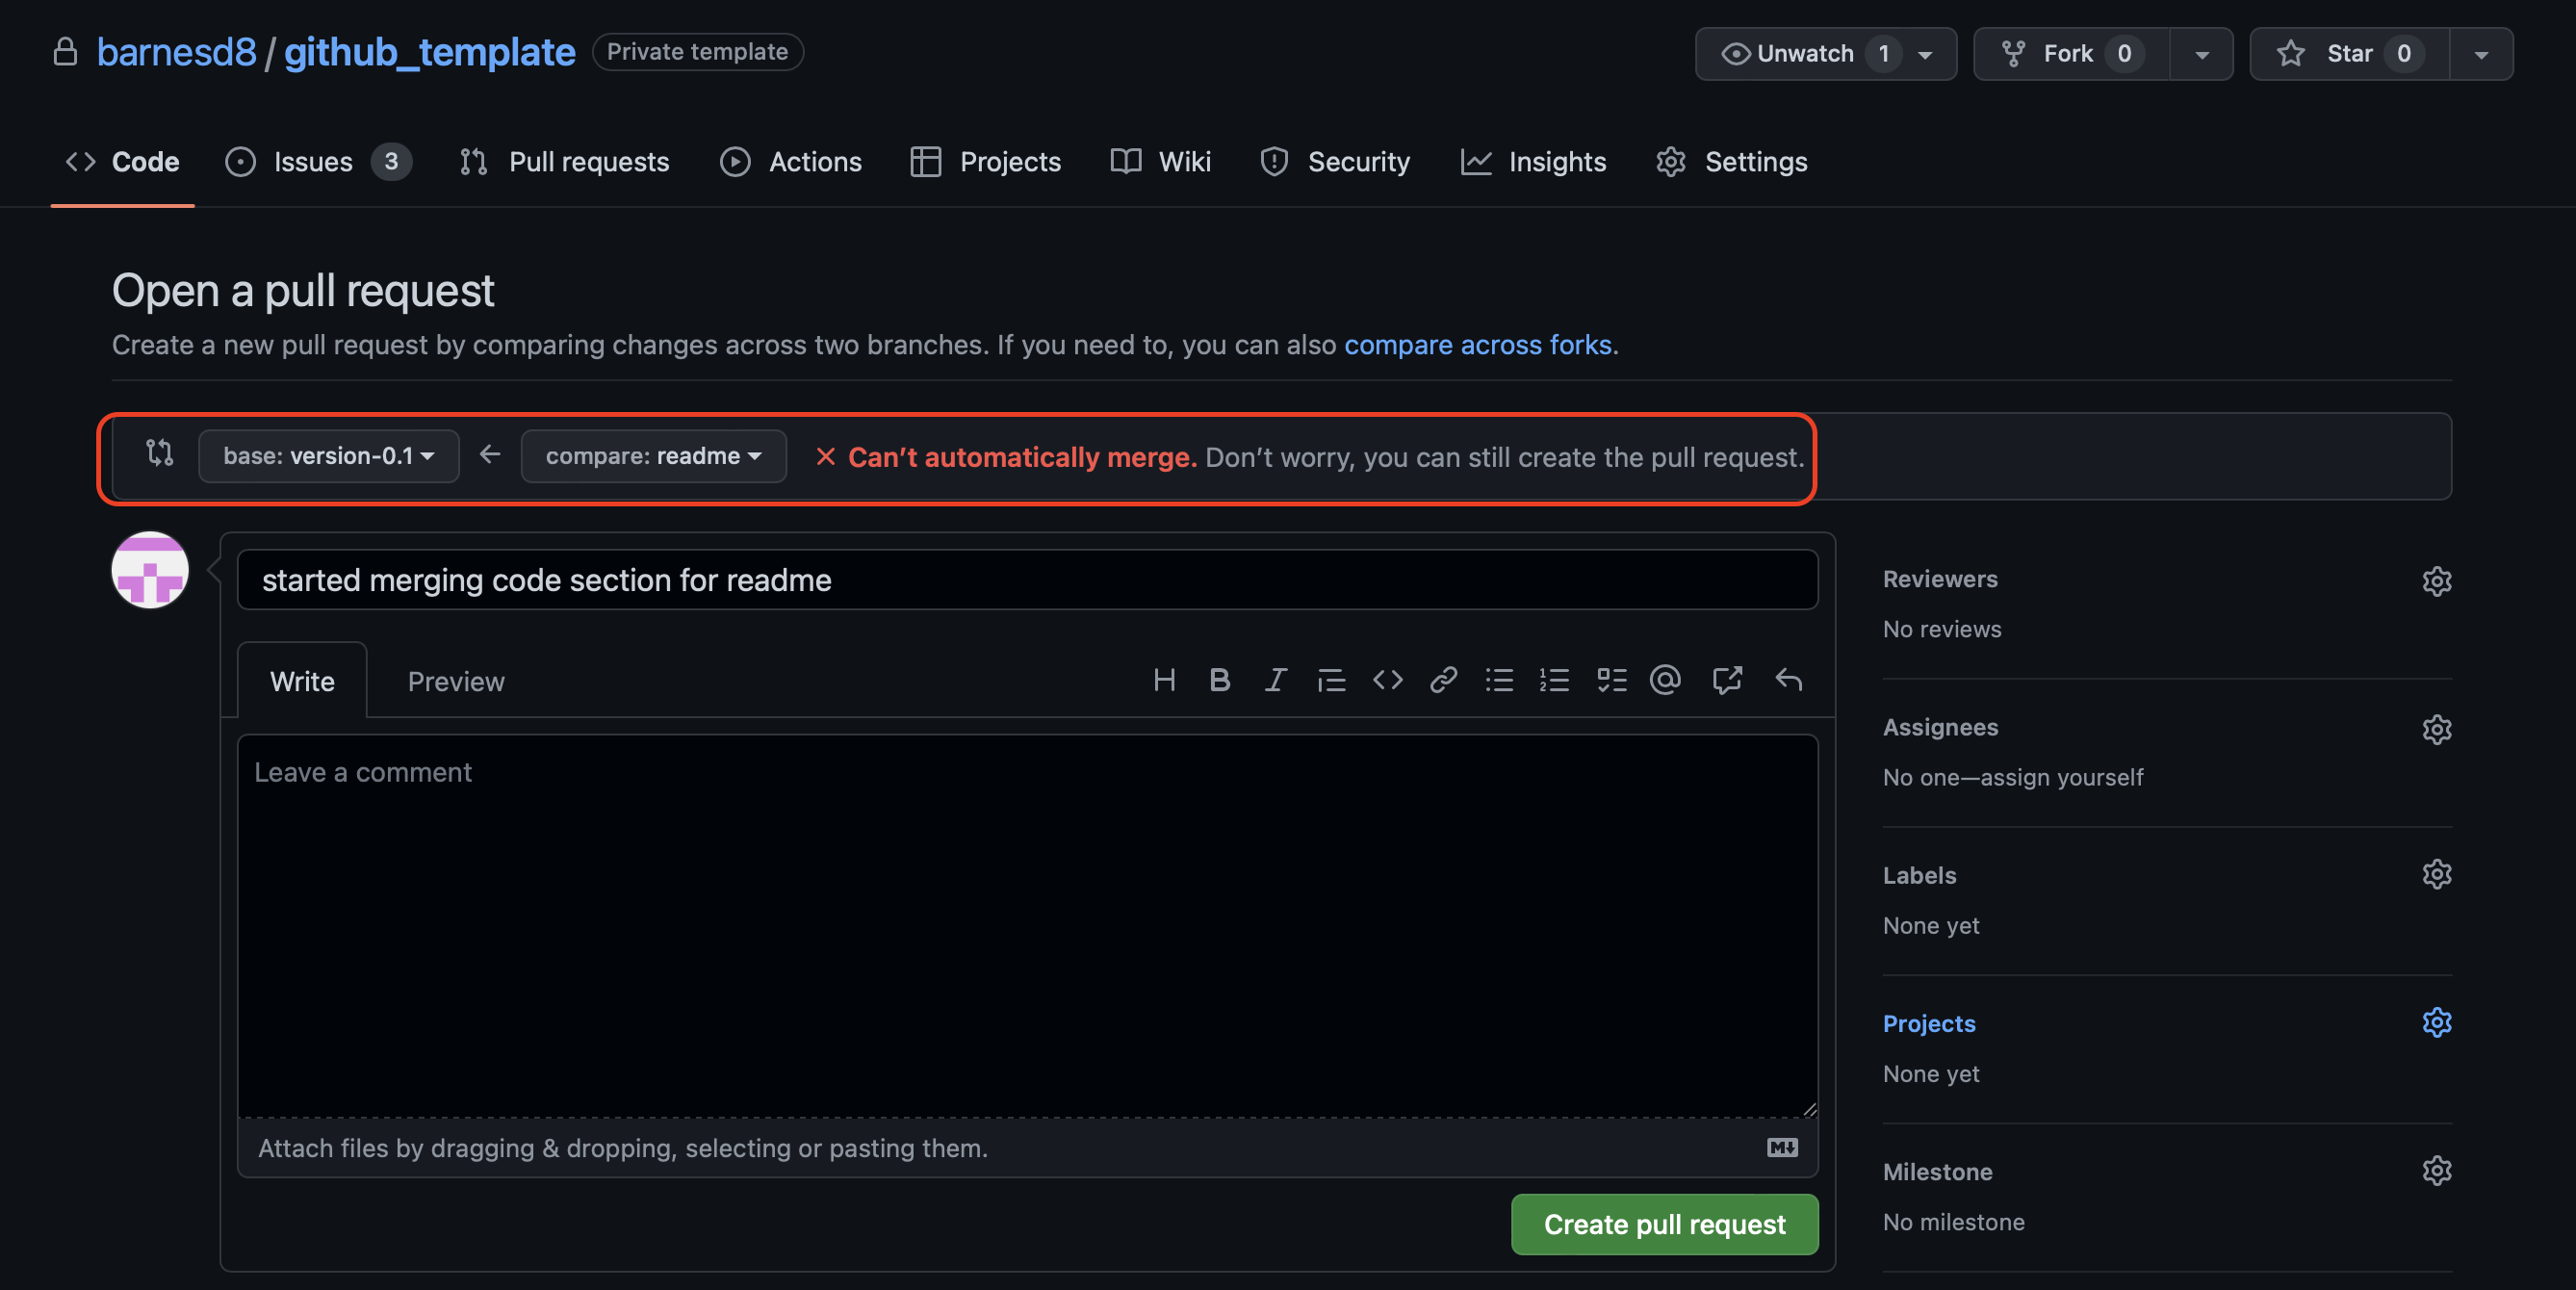 barnesd8 / github_template Private template Unwatch 1 Fork 0 Star 0
Code Issues 3 Pull requests Actions Projects Wiki Security Insights Settings
Open a pull request
Create a new pull request by comparing changes across two branches. If you need to, you can also compare across forks.
base: version-0.1 compare: readme Can’t automatically merge. Don’t worry, you can still create the pull request.
started merging code section for readme
Write Preview
Leave a comment
Attach files by dragging & dropping, selecting or pasting them.
Create pull request
Reviewers
No reviews
Assignees
No one—assign yourself
Labels
None yet
Projects
None yet
Milestone
No milestone